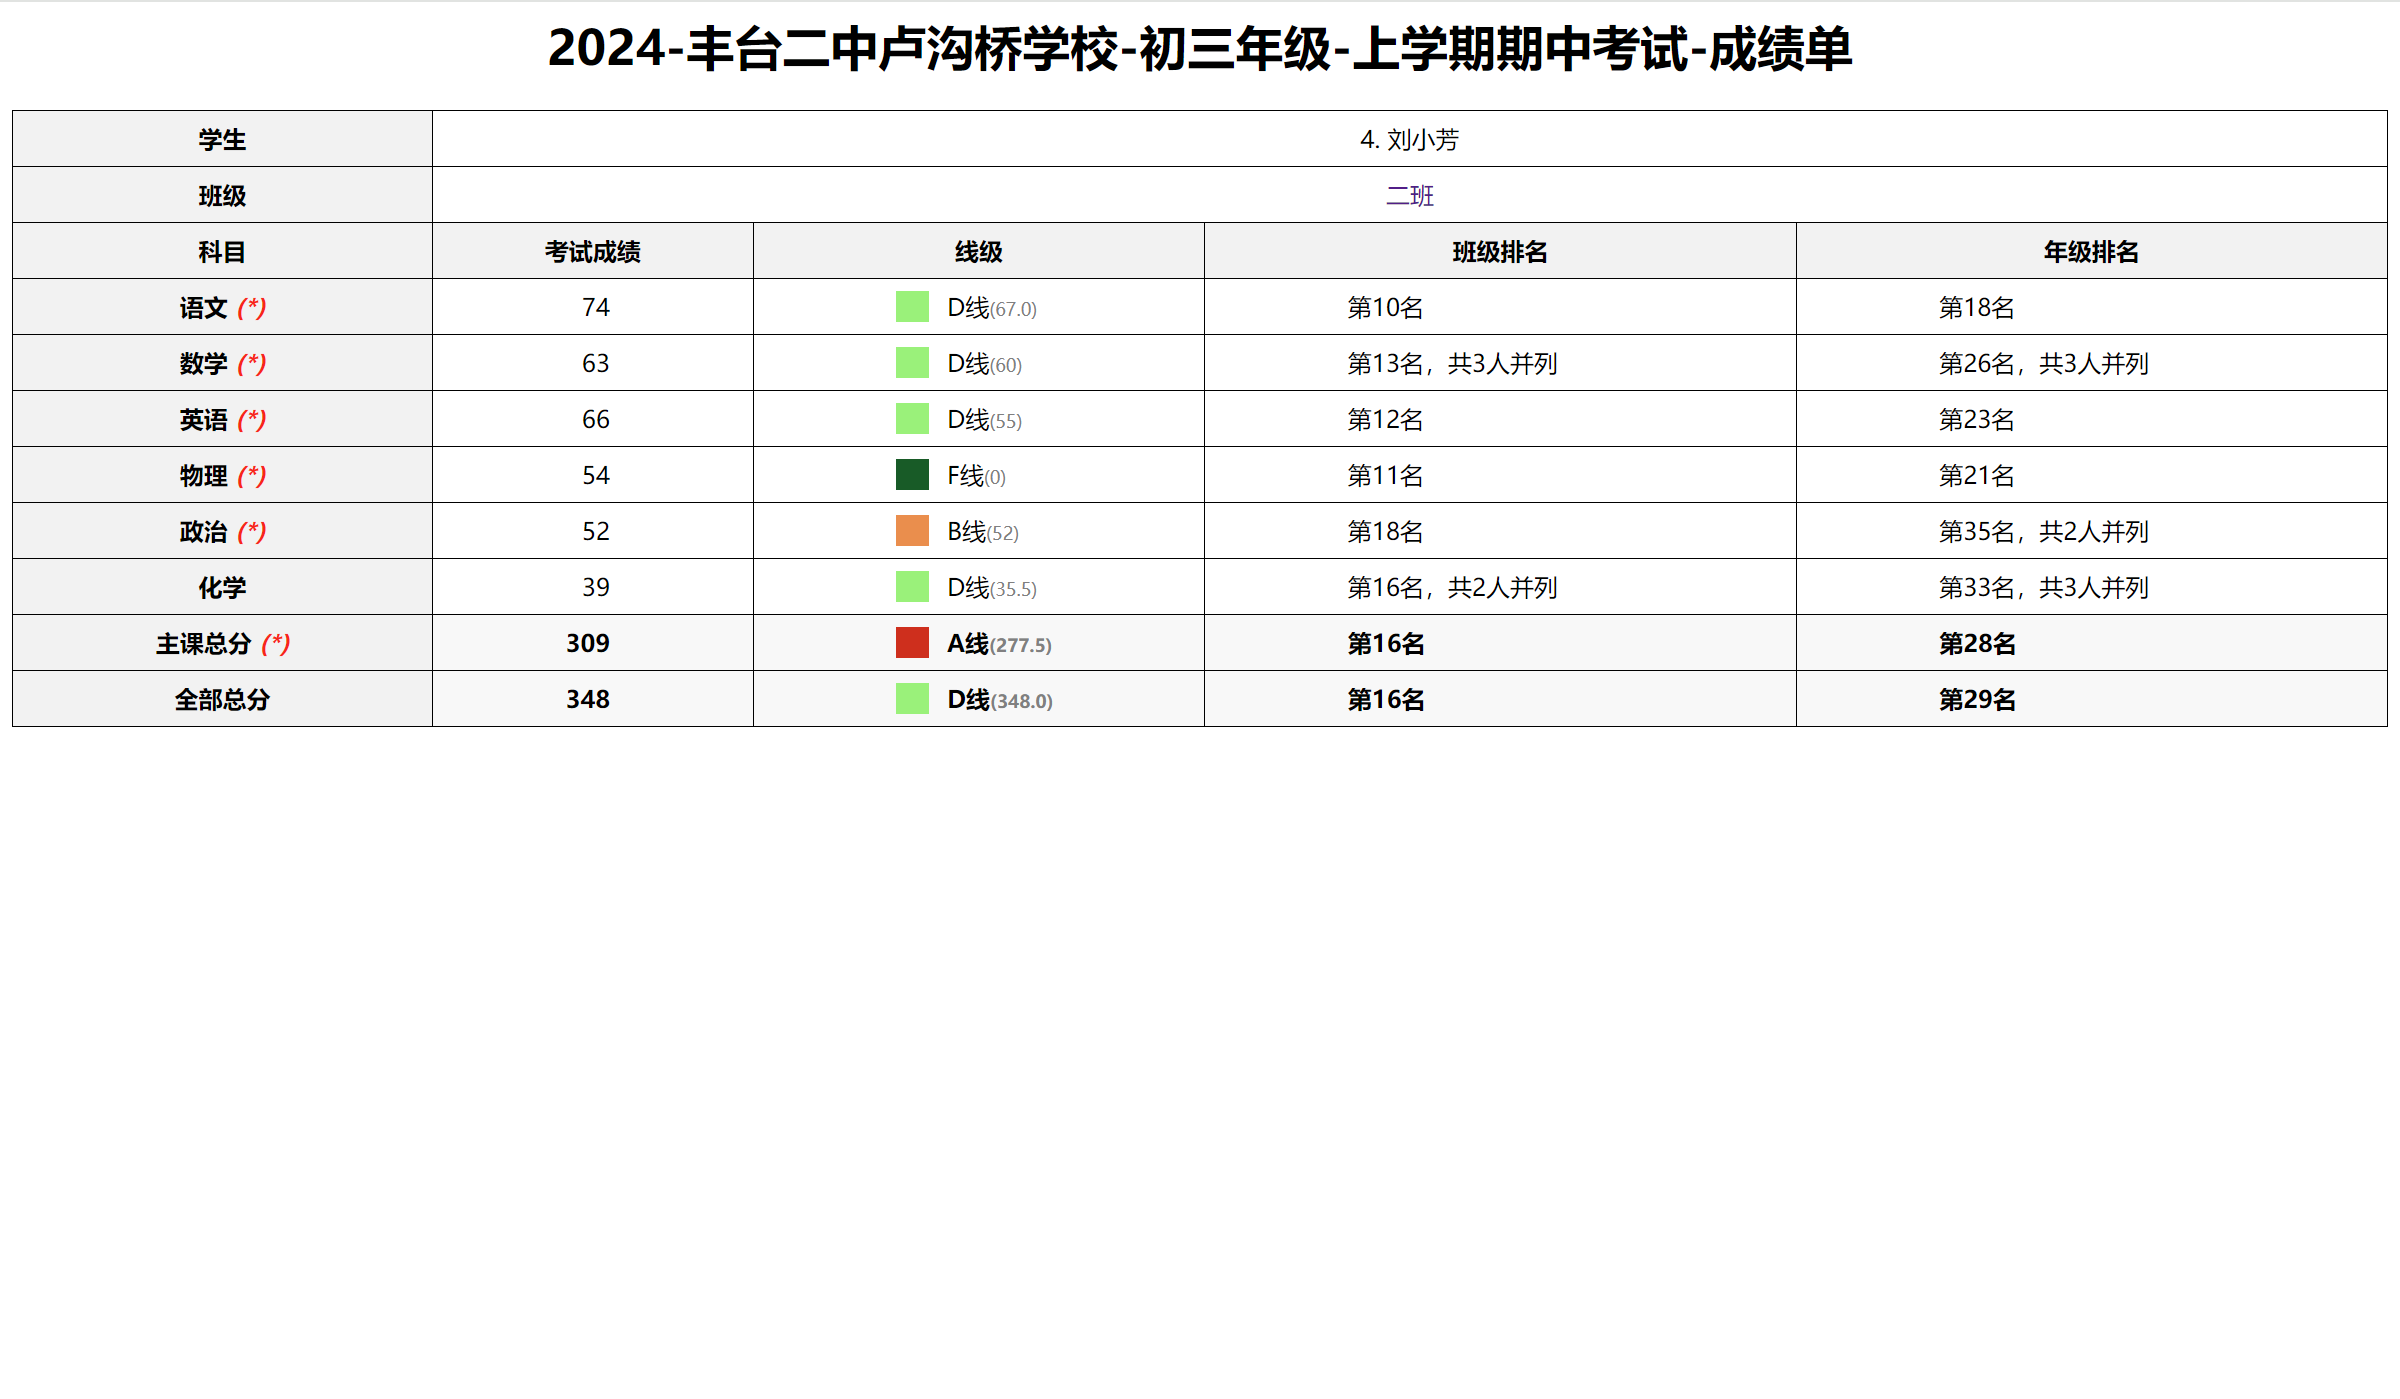 2024-丰台二中卢沟桥学校-初三年级-上学期期中考试-成绩单
学生 4. 刘小芳
班级 二班
科目 考试成绩 线级 班级排名 年级排名
语文 (*) 74 D线(67.0) 第10名 第18名
数学 (*) 63 D线(60) 第13名，共3人并列 第26名，共3人并列
英语 (*) 66 D线(55) 第12名 第23名
物理 (*) 54 F线(0) 第11名 第21名
政治 (*) 52 B线(52) 第18名 第35名，共2人并列
化学 39 D线(35.5) 第16名，共2人并列 第33名，共3人并列
主课总分 (*) 309 A线(277.5) 第16名 第28名
全部总分 348 D线(348.0) 第16名 第29名